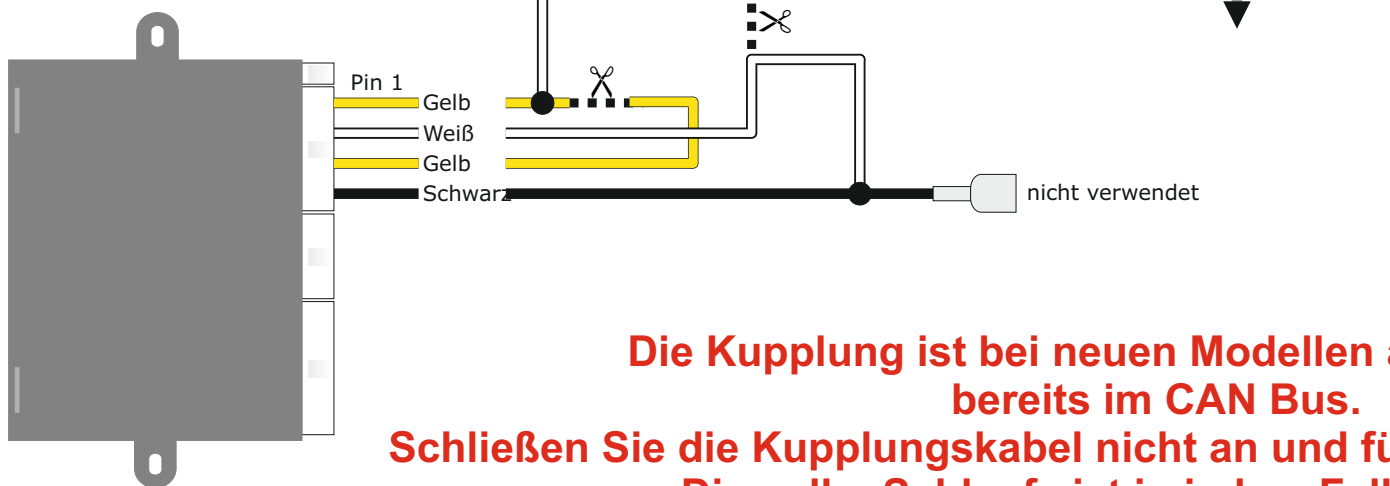 Pin 1
Gelb
Weiß
Gelb
Schwarz
nicht verwendet
Die Kupplung ist bei neuen Modellen
bereits im CAN Bus.
Schließen Sie die Kupplungskabel nicht an und